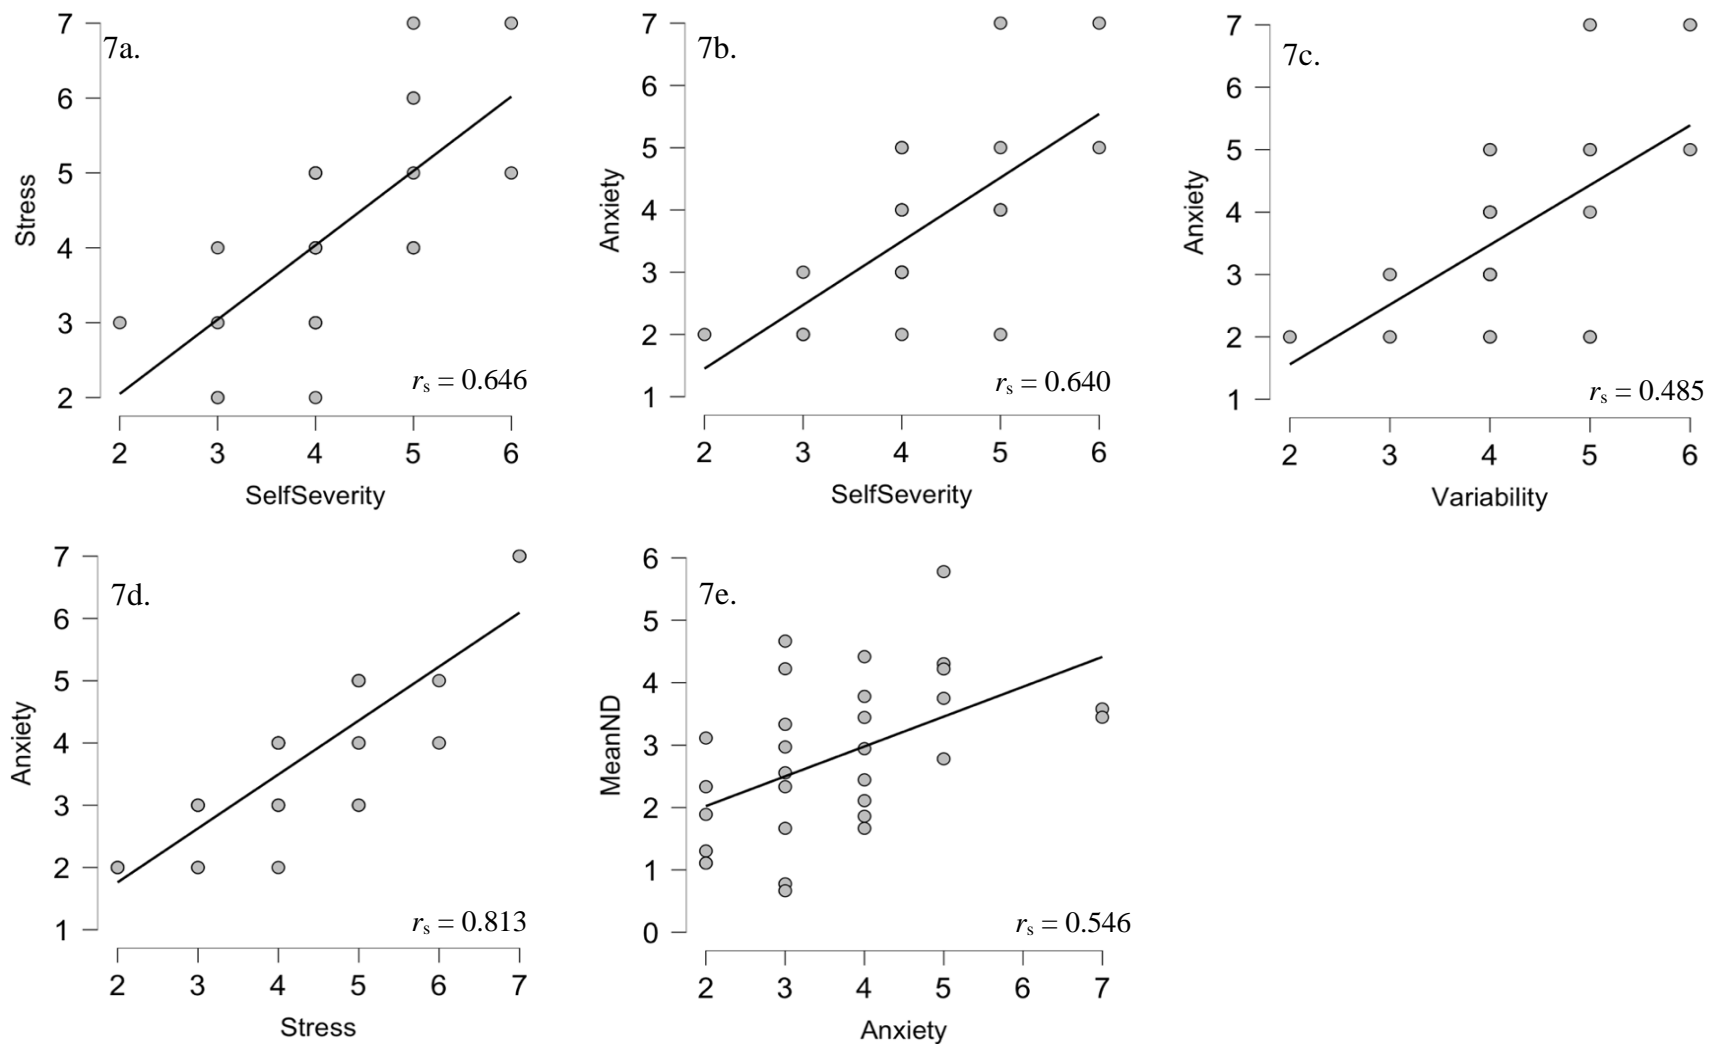 7a.
7
6
5
4
3
2
Stress
2 3 4 5 6
SelfSeverity
rs = 0.646
7b.
7
6
5
4
3
2
1
Anxiety
2 3 4 5 6
SelfSeverity
rs = 0.640
7c.
7
6
5
4
3
2
1
Anxiety
2 3 4 5 6
Variability
rs = 0.485
7d.
7
6
5
4
3
2
1
Anxiety
2 3 4 5 6 7
Stress
rs = 0.813
7e.
6
5
4
3
2
1
0
MeanND
2 3 4 5 6 7
Anxiety
rs = 0.546